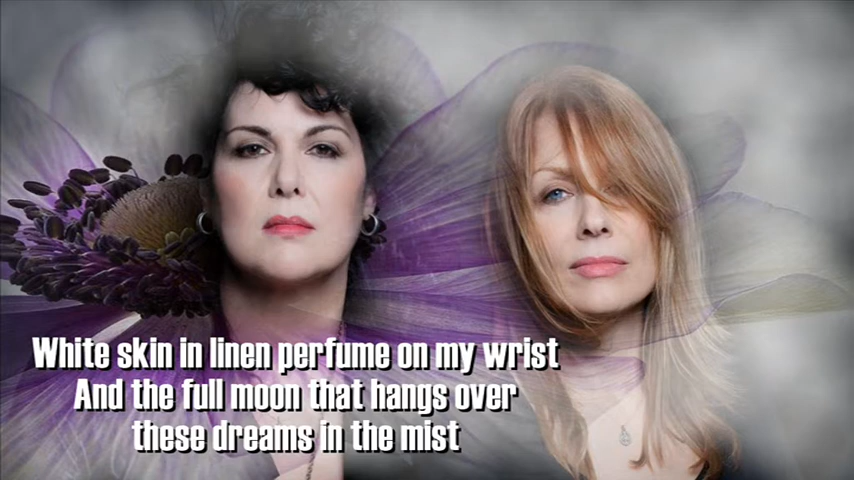 White skin in linen perfume on my wrist
And the full moon that hangs over
these dreams in the mist